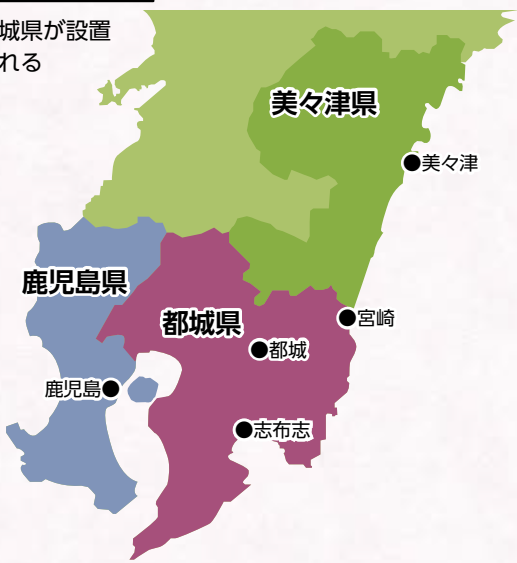 城県が設置
れる
美々津県
●美々津
鹿児島県
都城県
●宮崎
●都城
鹿児島●
●志布志